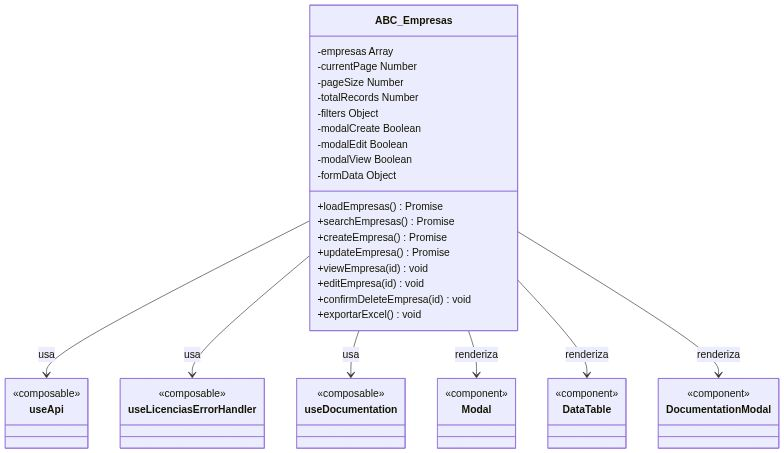 ABC_Empresas
-empresas Array
-currentPage Number
-pageSize Number
-totalRecords Number
-filters Object
-modalCreate Boolean
-modalEdit Boolean
-modalView Boolean
-formData Object
+loadEmpresas() : Promise
+searchEmpresas() : Promise
+createEmpresa() : Promise
+updateEmpresa() : Promise
+viewEmpresa(id) : void
+editEmpresa(id) : void
+confirmDeleteEmpresa(id) : void
+exportarExcel() : void
usa
usa
usa
renderiza
renderiza
renderiza
«composable»
useApi
«composable»
useLicenciasErrorHandler
«composable»
useDocumentation
«component»
Modal
«component»
DataTable
«component»
DocumentationModal